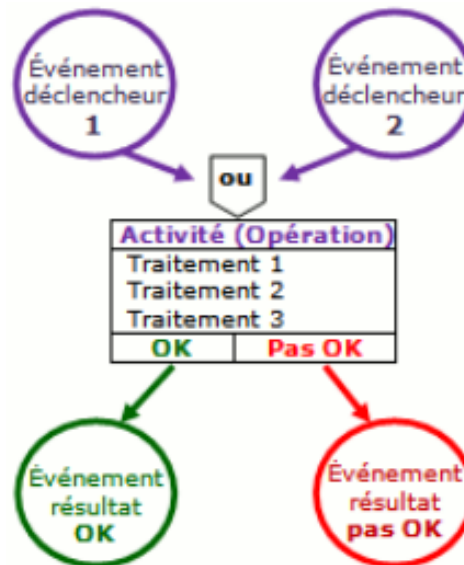 Événement
déclencheur
1
Événement
déclencheur
2
ou
Activité (Opération)
Traitement 1
Traitement 2
Traitement 3
OK
Pas OK
Événement
résultat
OK
Événement
résultat
pas OK